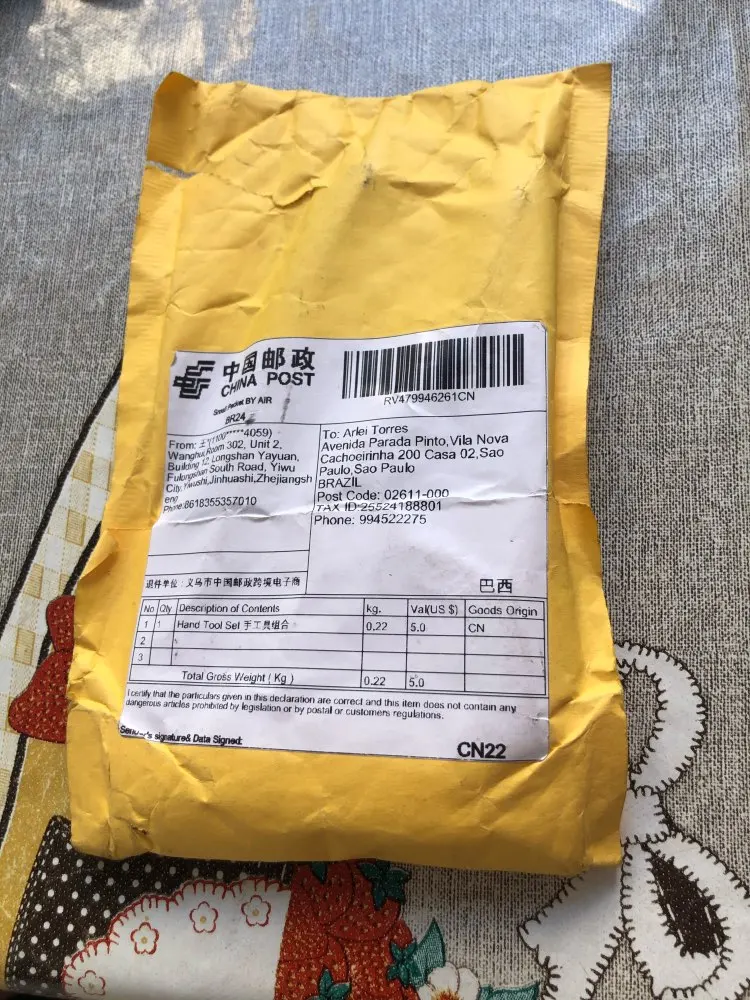 中国邮政
CHINA POST
Small Packet BY AIR
BR24
RV479946261CN
From:
4059)
Wanghui, Room 302, Unit 2,
Building 12, Longshan Yayuan,
South Road, Yiwu
City, Yiwushi,Jinhuashi,Zhejiangsh
eng
Phone:8618355357010
To: Arlei Torres
Avenida Parada Pinto,Vila Nova
Cachoeirinha 200 Casa 02,Sao
Paulo,Sao Paulo
BRAZIL
Post Code: 02611-000
TAX ID:25524188801
Phone: 994522275
退件单位：义乌市中国邮政跨境电子商
巴西
No Qty Description of Contents kg. Val(US $) Goods Origin
1 1 Hand Tool Set 手工具组合 0.22 5.0 CN
2
3
Total Gross Weight ( Kg ) 0.22 5.0
I certify that the particulars given in this declaration are correct and this item does not contain any
dangerous articles prohibited by legislation or by postal or customers regulations.
Sender's signature& Data Signed:
CN22